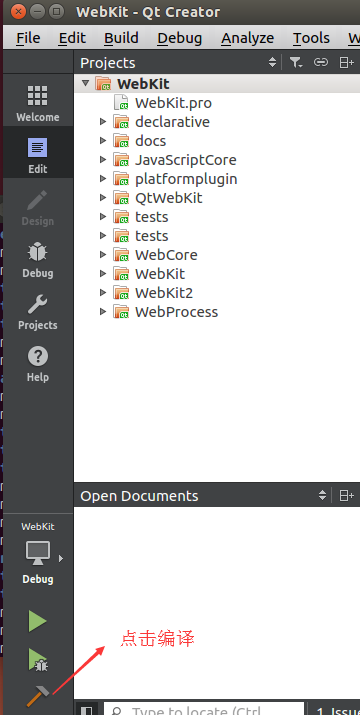 WebKit - Qt Creator
File Edit Build Debug Analyze Tools W
Projects
Welcome
Edit
Design
Debug
Projects
Help
WebKit
WebKit.pro
declarative
docs
JavaScriptCore
platformplugin
QtWebKit
tests
tests
WebCore
WebKit
WebKit2
WebProcess
Open Documents
WebKit
Debug
点击编译
Type to locate (Ctrl
1 Issue